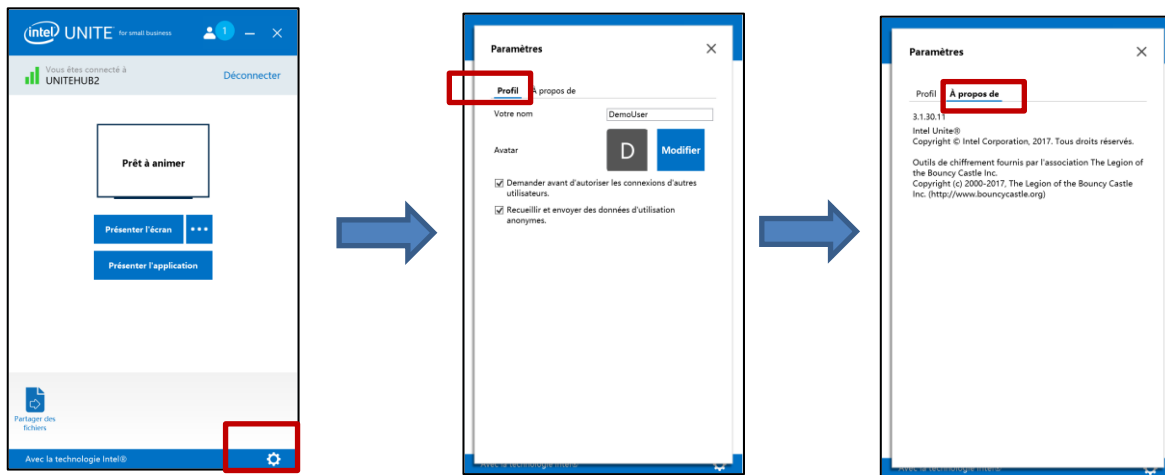 intel UNITE for small business 1
Vous êtes connecté à
UNITEHUB2
Déconnecter
Prêt à animer
Présenter l'écran
Présenter l'application
Partager des
fichiers
Avec la technologie Intel®
Paramètres
Profil À propos de
Votre nom DemoUser
Avatar D Modifier
Demander avant d'autoriser les connexions d'autres
utilisateurs.
Recueillir et envoyer des données d'utilisation
anonymes.
Paramètres
Profil À propos de
3.1.30.11
Intel Unite®
Copyright © Intel Corporation, 2017. Tous droits réservés.
Outils de chiffrement fournis par l'association The Legion of
the Bouncy Castle Inc.
Copyright (c) 2000-2017, The Legion of the Bouncy Castle
Inc. (http://www.bouncycastle.org)